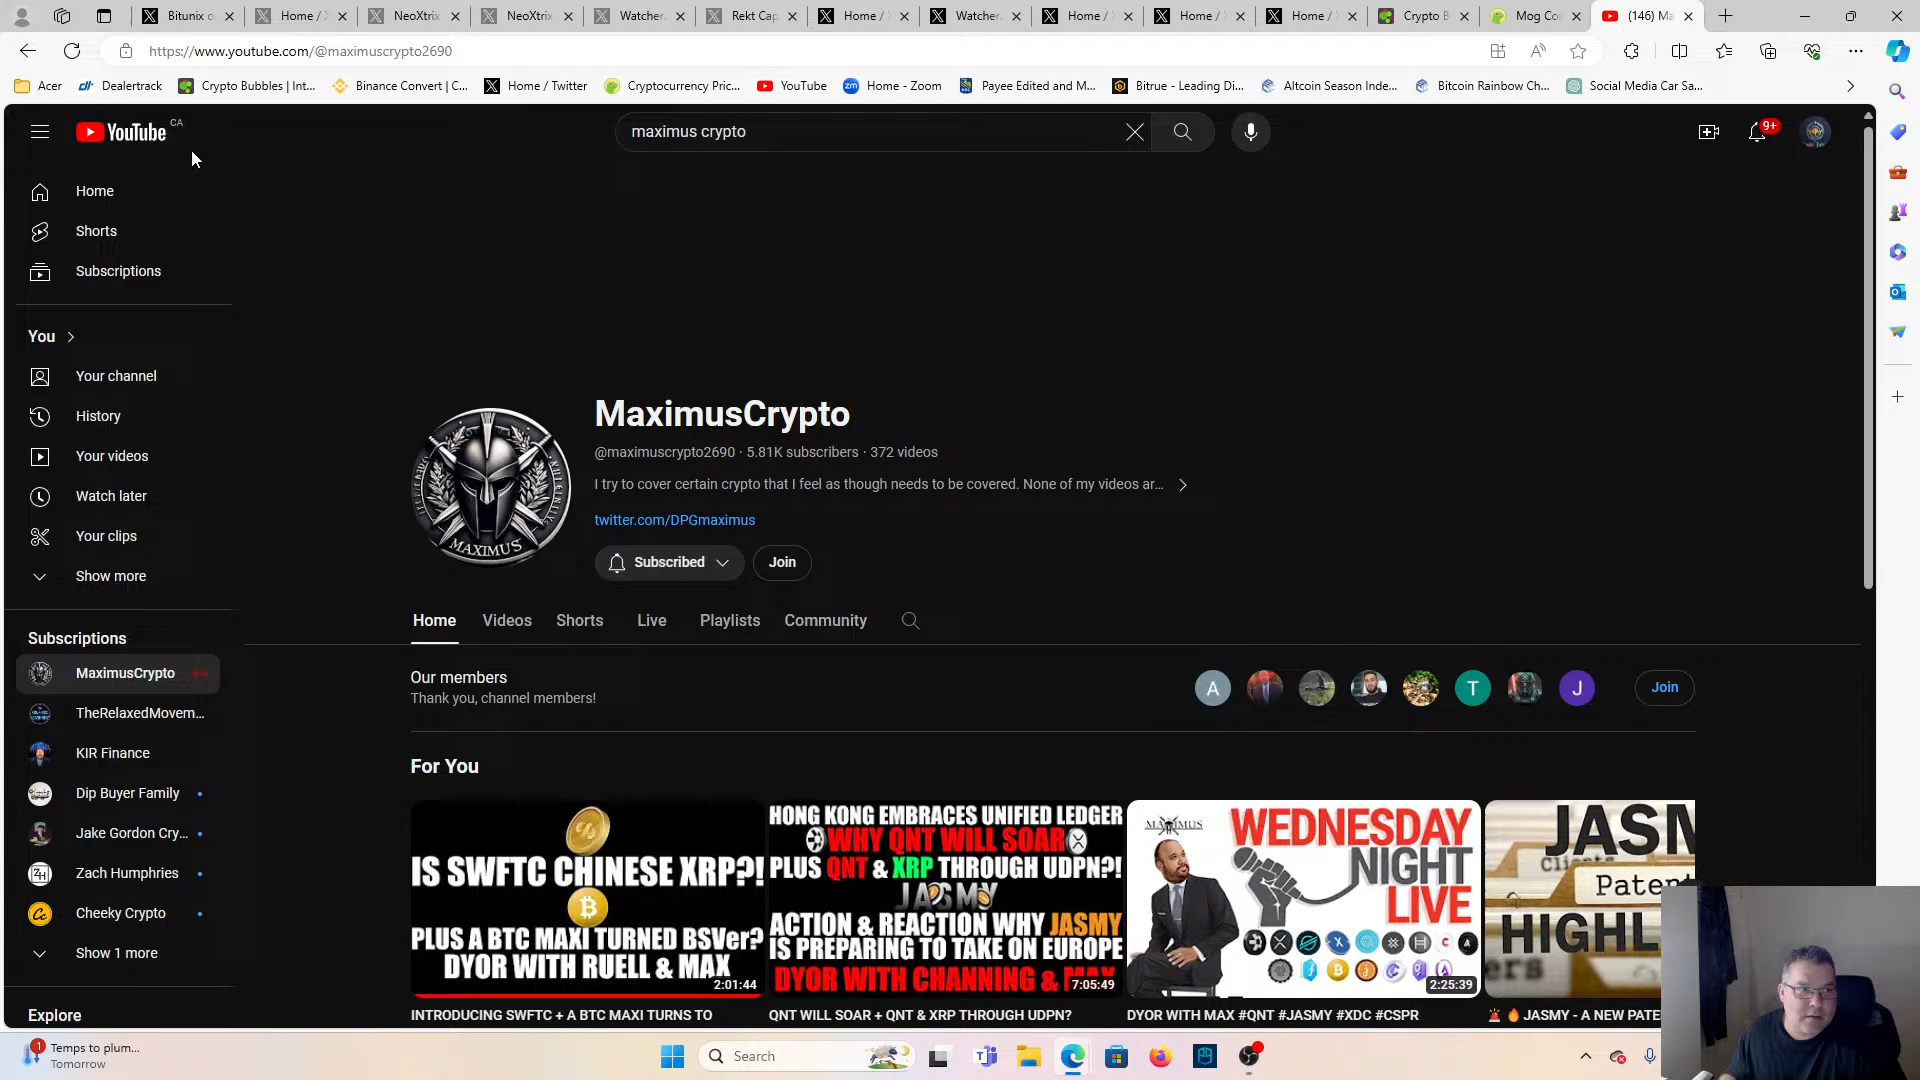 Bitunix o
Home / X
NeoXtrix
NeoXtrix
Watcher
Rekt Cap
Home /
Watcher
Home /
Home /
Home /
Crypto B
Mog Coi
(146) Ma
https://www.youtube.com/@maximuscrypto2690
Acer
Dealertrack
Crypto Bubbles | Int...
Binance Convert | C...
Home / Twitter
Cryptocurrency Pric...
YouTube
Home - Zoom
Payee Edited and M...
Bitrue - Leading Di...
Altcoin Season Inde...
Bitcoin Rainbow Ch...
Social Media Car Sa...
YouTube CA
maximus crypto
9+
Home
Shorts
Subscriptions
You
Your channel
History
Your videos
Watch later
Your clips
Show more
Subscriptions
MaximusCrypto
TheRelaxedMovem...
KIR Finance
Dip Buyer Family
Jake Gordon Cry...
Zach Humphries
Cheeky Crypto
Show 1 more
Explore
MAXIMUS
MaximusCrypto
@maximuscrypto2690 · 5.81K subscribers · 372 videos
I try to cover certain crypto that I feel as though needs to be covered. None of my videos ar...
twitter.com/DPGmaximus
Subscribed
Join
Home
Videos
Shorts
Live
Playlists
Community
Our members
Thank you, channel members!
A
T
J
Join
For You
IS SWFTC CHINESE XRP?!
PLUS A BTC MAXI TURNED BSVer?
DYOR WITH RUELL & MAX
2:01:44
INTRODUCING SWFTC + A BTC MAXI TURNS TO
HONG KONG EMBRACES UNIFIED LEDGER
WHY QNT WILL SOAR
PLUS QNT & XRP THROUGH UDPN?!
JASMY
ACTION & REACTION WHY JASMY
IS PREPARING TO TAKE ON EUROPE
DYOR WITH CHANNING & MAX
7:05:49
QNT WILL SOAR + QNT & XRP THROUGH UDPN?
MAXIMUS
WEDNESDAY
NIGHT
LIVE
2:25:39
DYOR WITH MAX #QNT #JASMY #XDC #CSPR
JASM
Clients
Patent
HIGHL
ers
JASMY - A NEW PATE
1
Temps to plum...
Tomorrow
Search